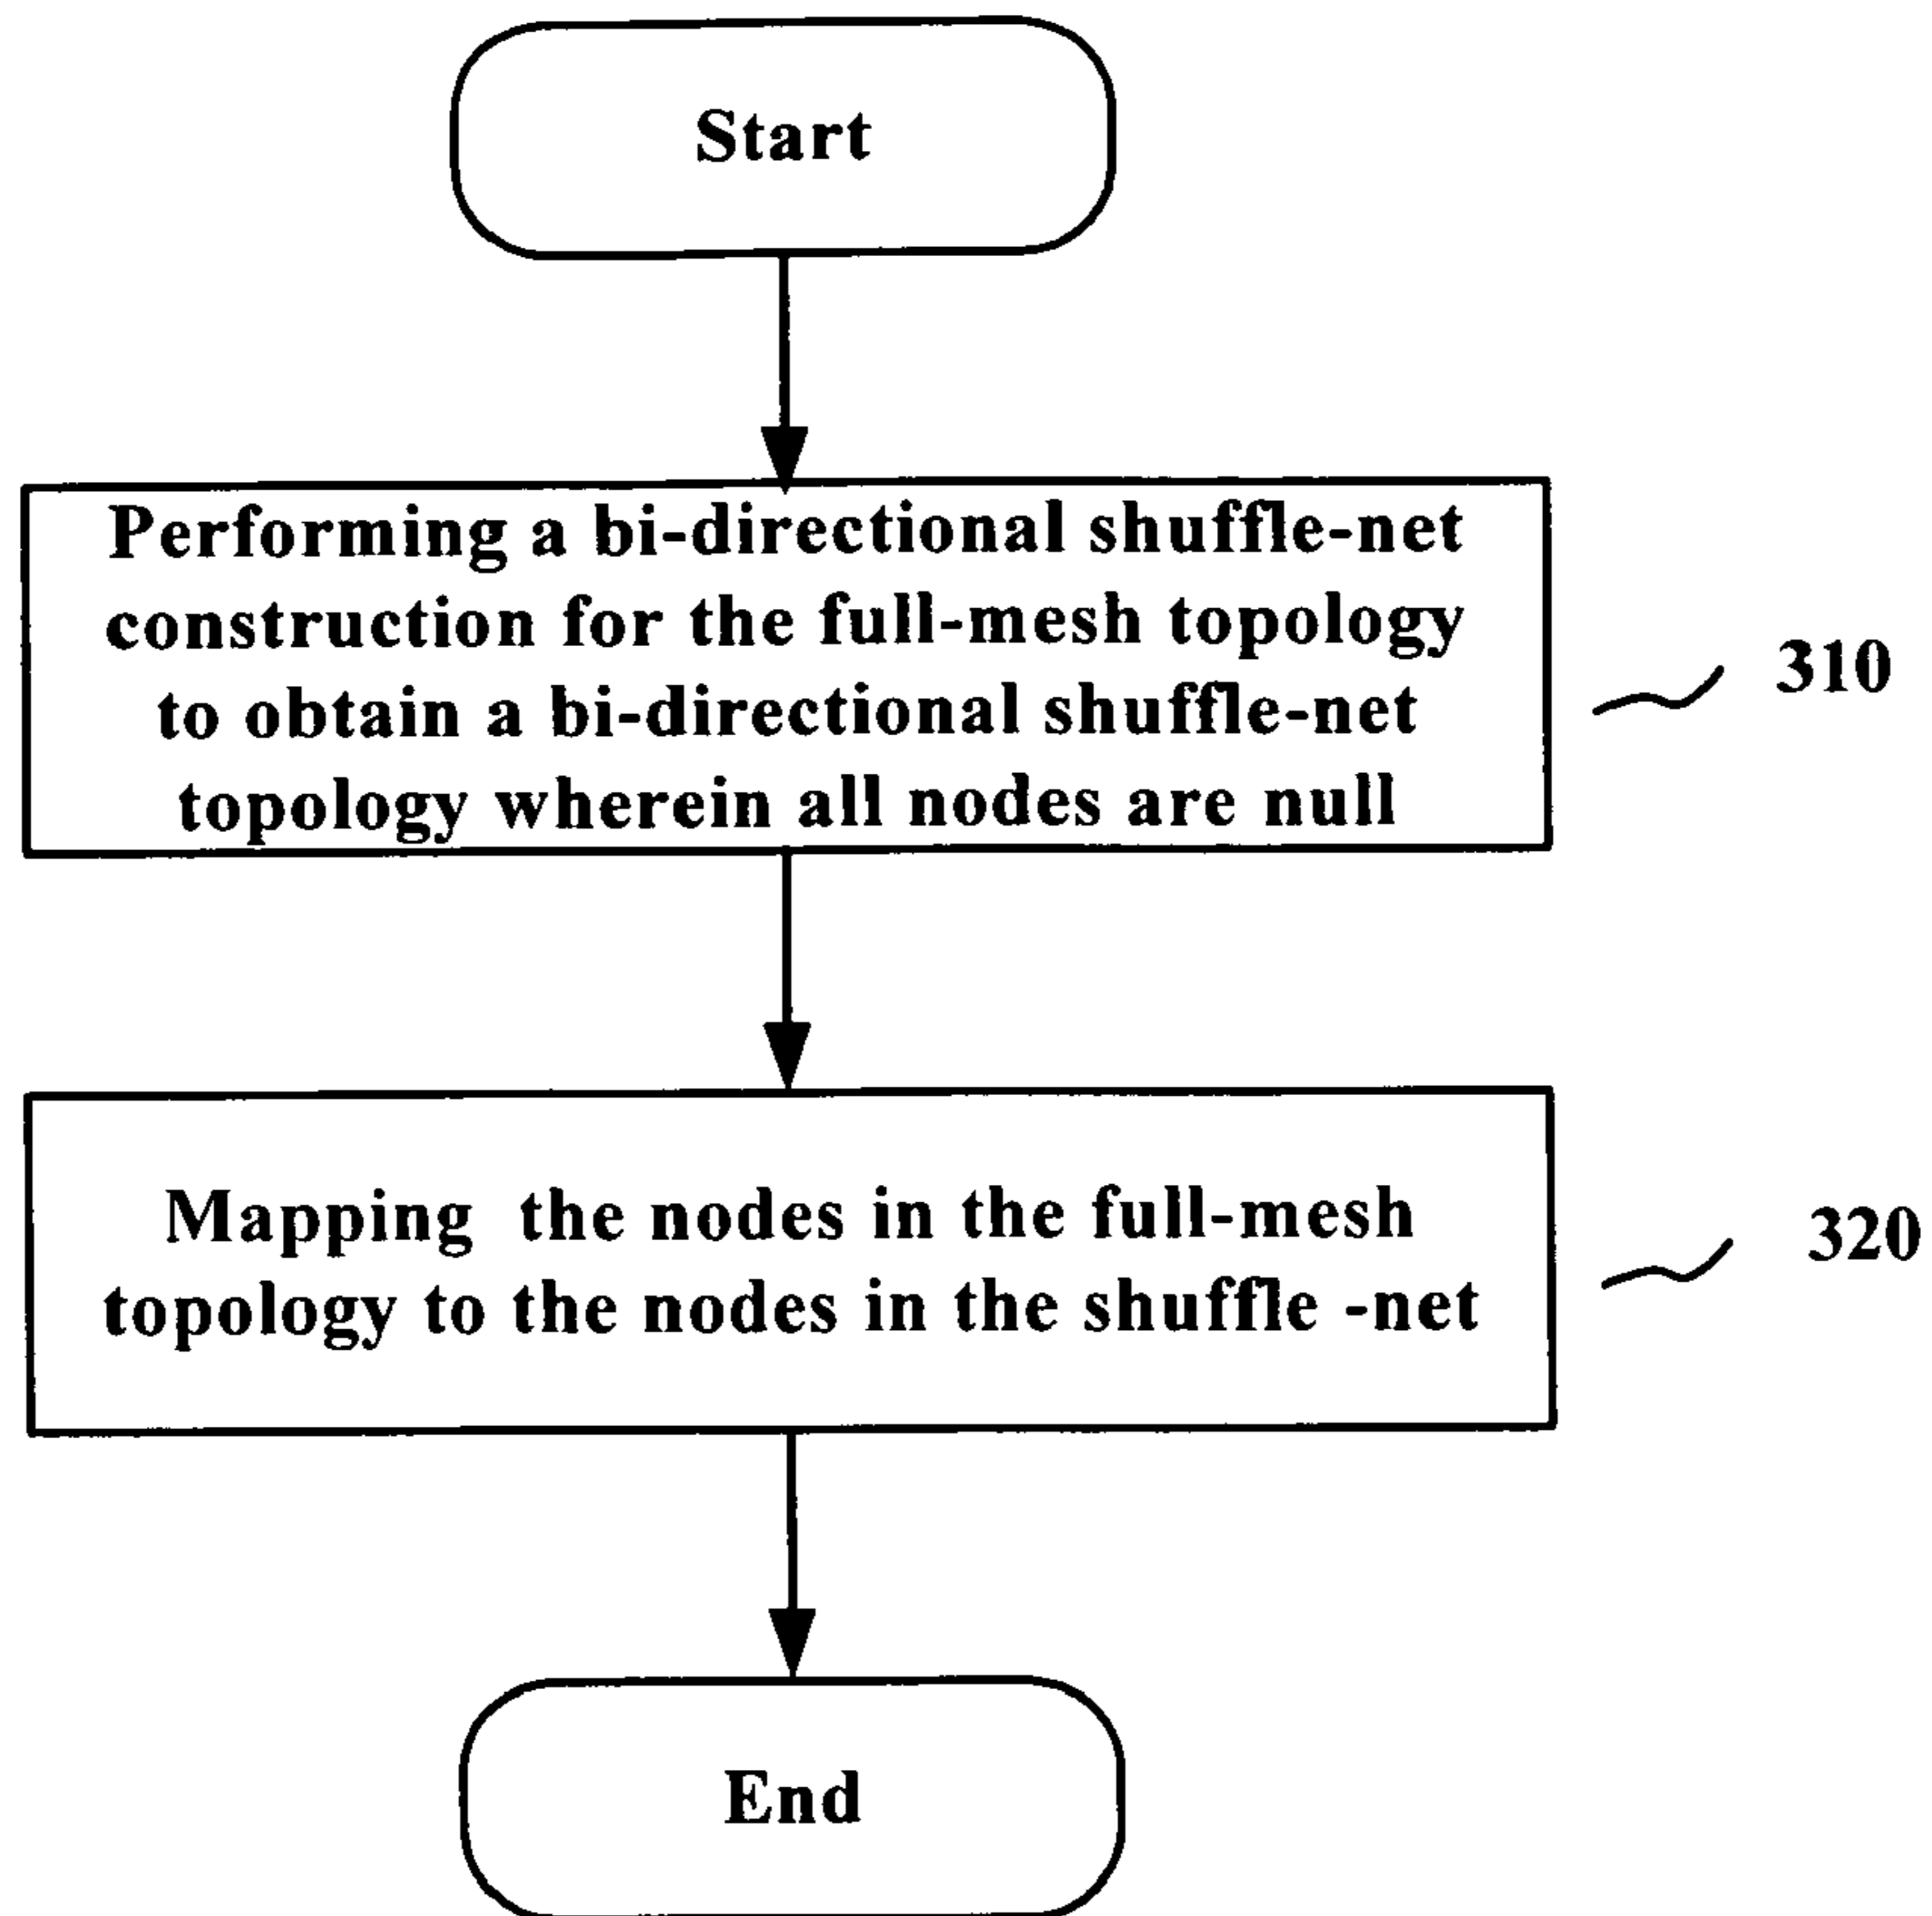 Start
Performing a bi-directional shuffle-net
construction for the full-mesh topology
to obtain a bi-directional shuffle-net
topology wherein all nodes are null
310
Mapping the nodes in the full-mesh
topology to the nodes in the shuffle -net
320
End